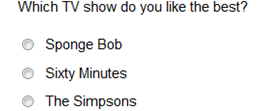 Which TV show do you like the best?
Sponge Bob
Sixty Minutes
The Simpsons